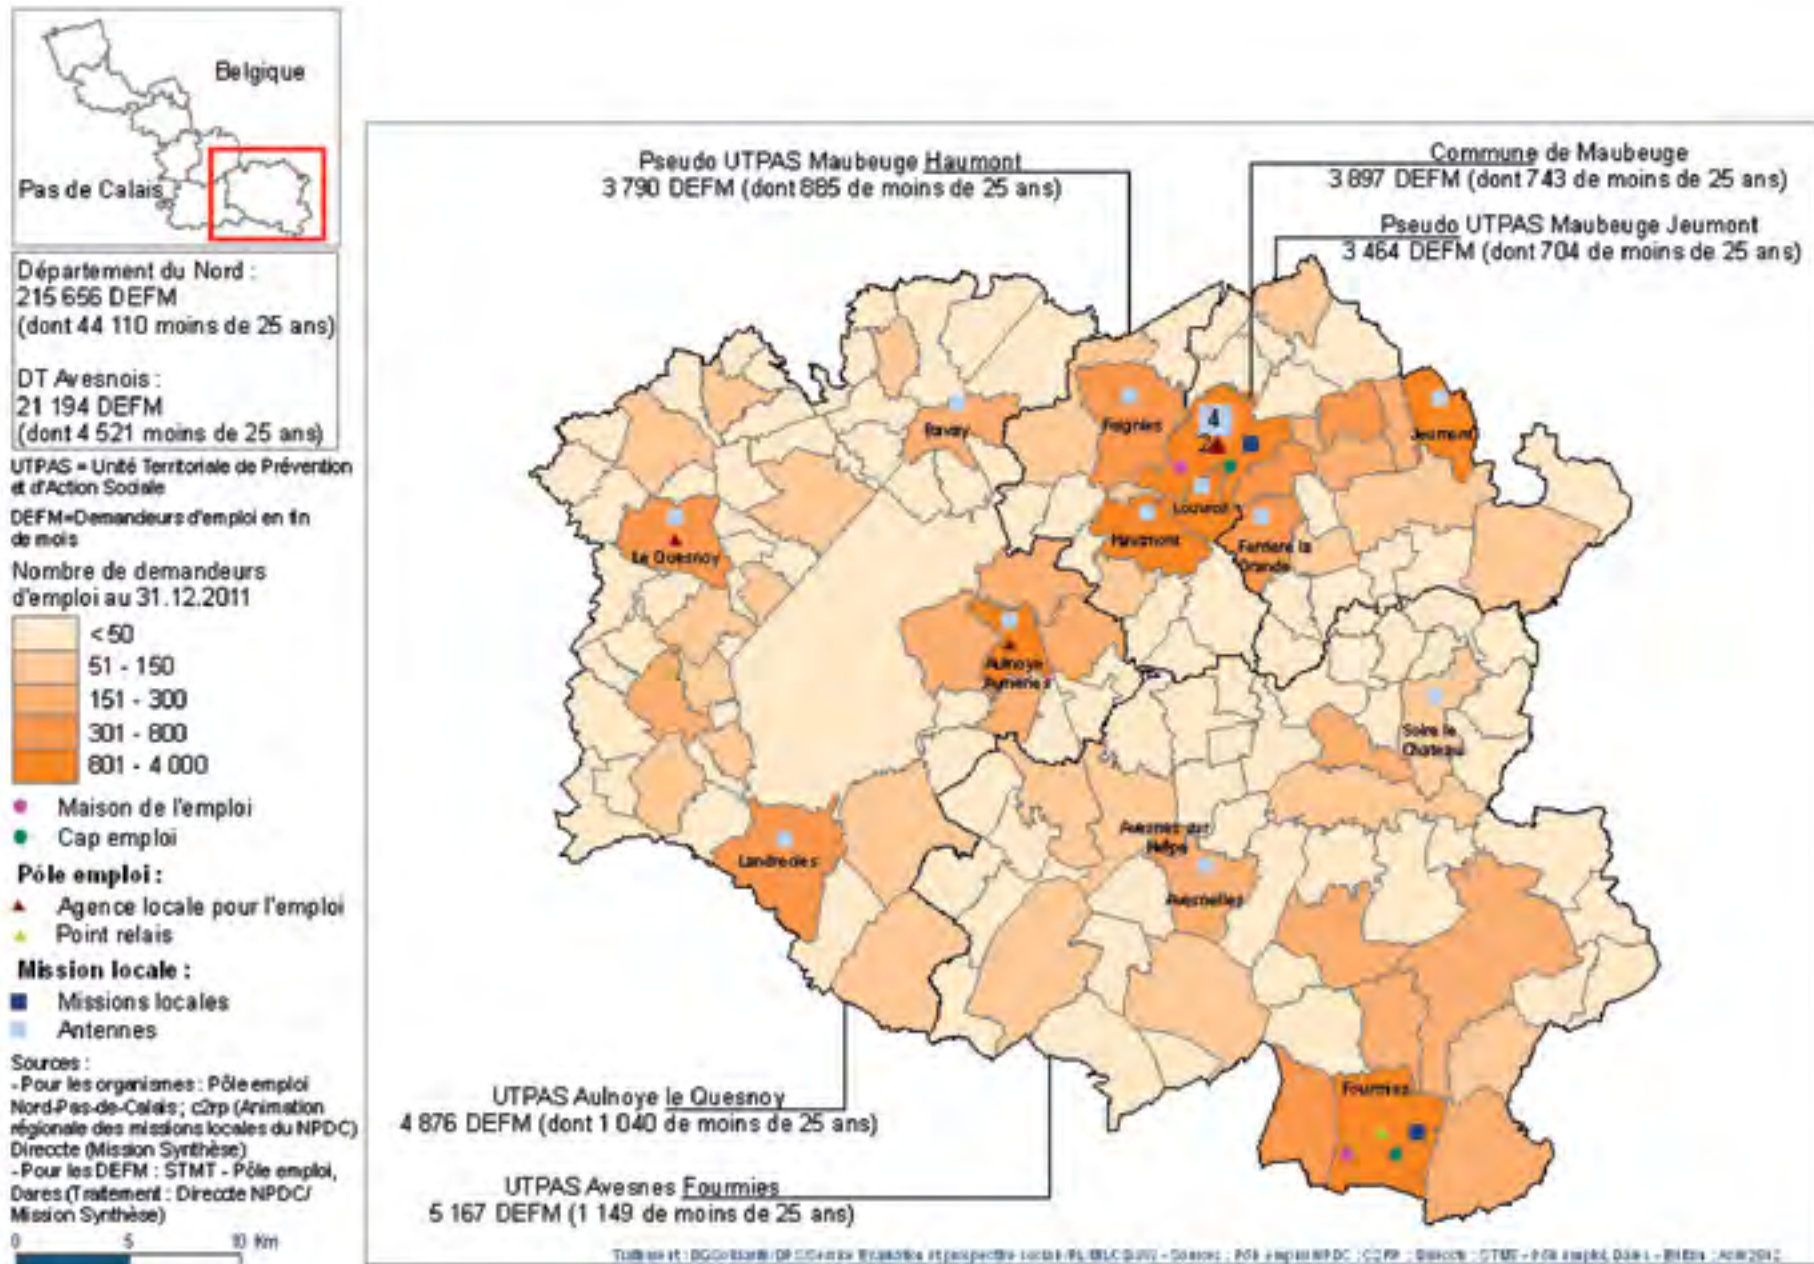 Belgique
Pas de Calais
Département du Nord :
215 656 DEFM
(dont 44 110 moins de 25 ans)
DT Avesnois :
21 194 DEFM
(dont 4 521 moins de 25 ans)
UTPAS = Unité Territoriale de Prévention
et d'Action Sociale
DEFM=Demandeurs d'emploi en fin
de mois
Nombre de demandeurs
d'emploi au 31.12.2011
< 50
51 - 150
151 - 300
301 - 800
801 - 4 000
Maison de l'emploi
Cap emploi
Pôle emploi :
Agence locale pour l'emploi
Point relais
Mission locale :
Missions locales
Antennes
Sources :
- Pour les organismes : Pôle emploi
Nord-Pas-de-Calais ; c2rp (Animation
régionale des missions locales du NPDC)
Direccte (Mission Synthèse)
- Pour les DEFM : STMT - Pôle emploi,
Dares (Traitement : Direccte NPDC/
Mission Synthèse)
0 5 10 Km
Pseudo UTPAS Maubeuge Haumont
3 790 DEFM (dont 885 de moins de 25 ans)
Commune de Maubeuge
3 897 DEFM (dont 743 de moins de 25 ans)
Pseudo UTPAS Maubeuge Jeumont
3 464 DEFM (dont 704 de moins de 25 ans)
Bavay
Feignies
4
2
Jeumont
Louvroil
Hautmont
Ferriere la
Grande
Le Quesnoy
Aulnoye
Aymeries
Solre le
Chateau
Landrecies
Avesnes sur
Helpe
Avesnelles
Fourmies
UTPAS Aulnoye le Quesnoy
4 876 DEFM (dont 1 040 de moins de 25 ans)
UTPAS Avesnes Fourmies
5 167 DEFM (1 149 de moins de 25 ans)